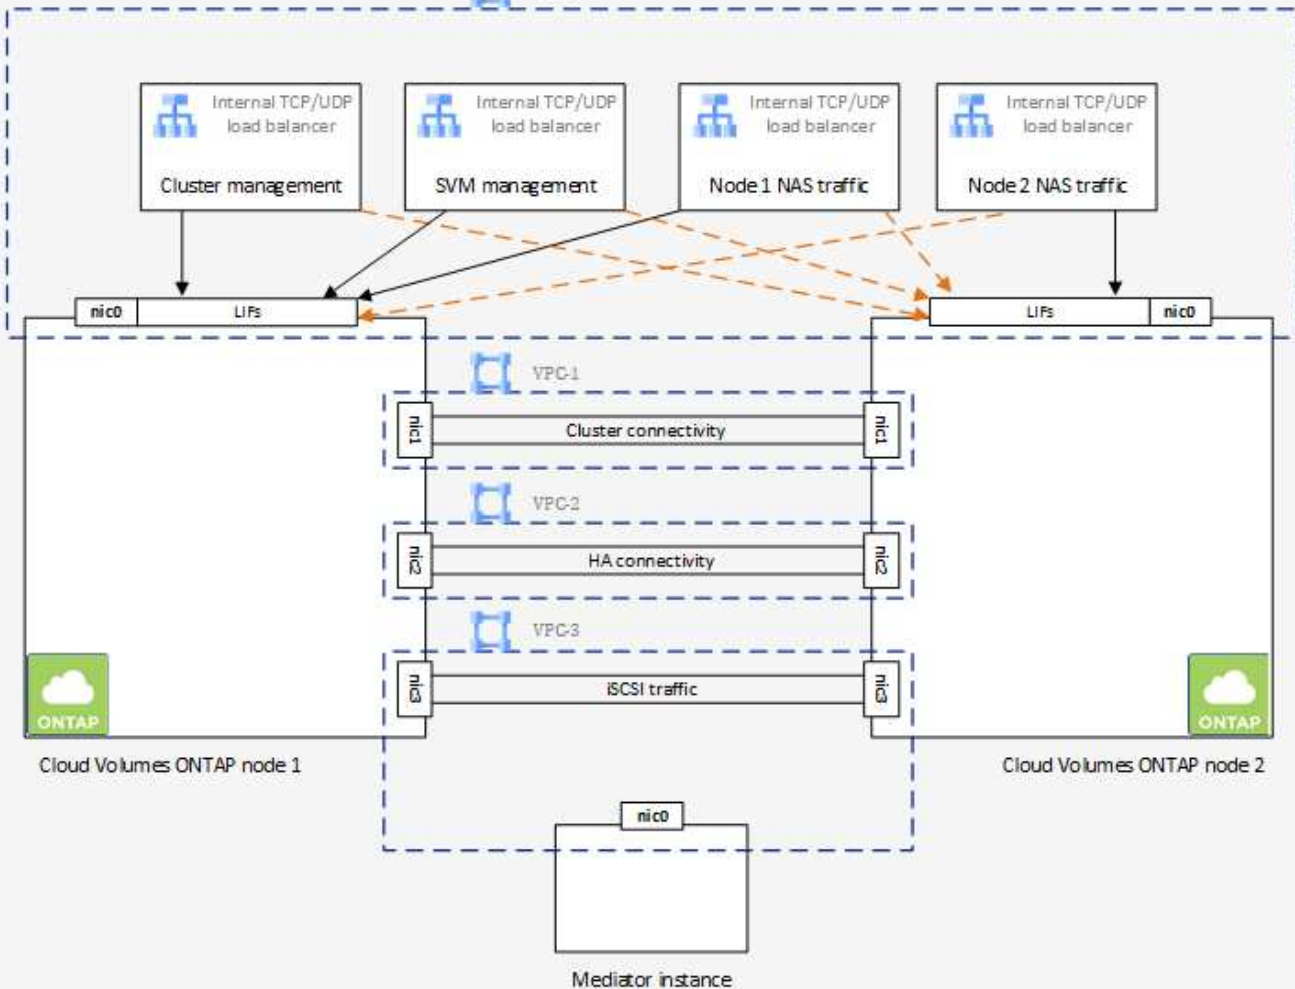 Internal TCP/UDP
load balancer
Cluster management
Internal TCP/UDP
load balancer
SVM management
Internal TCP/UDP
load balancer
Node 1 NAS traffic
Internal TCP/UDP
load balancer
Node 2 NAS traffic
nic0
LIFs
LIFs
nic0
VPC-1
nic1
Cluster connectivity
nic1
VPC-2
nic2
HA connectivity
nic2
VPC-3
nic3
iSCSI traffic
nic3
ONTAP
ONTAP
Cloud Volumes ONTAP node 1
Cloud Volumes ONTAP node 2
nic0
Mediator instance